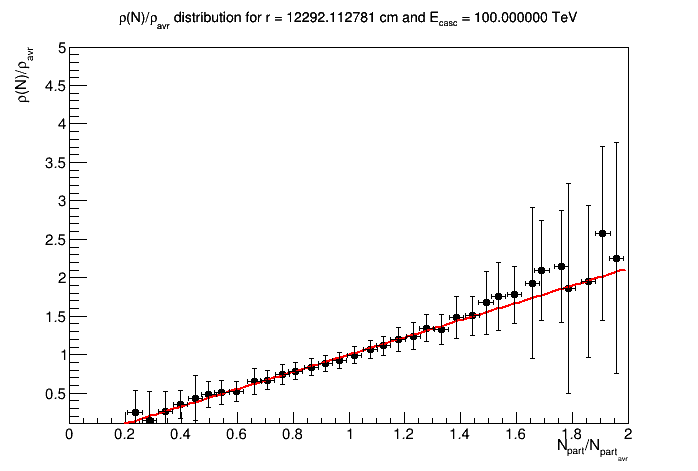 ρ(N)/ρavr distribution for r = 12292.112781 cm and Ecasc = 100.000000 TeV
ρ(N)/ρavr
5
4.5
4
3.5
3
2.5
2
1.5
1
0.5
0 0.2 0.4 0.6 0.8 1 1.2 1.4 1.6 1.8 2
Npart/Npartavr